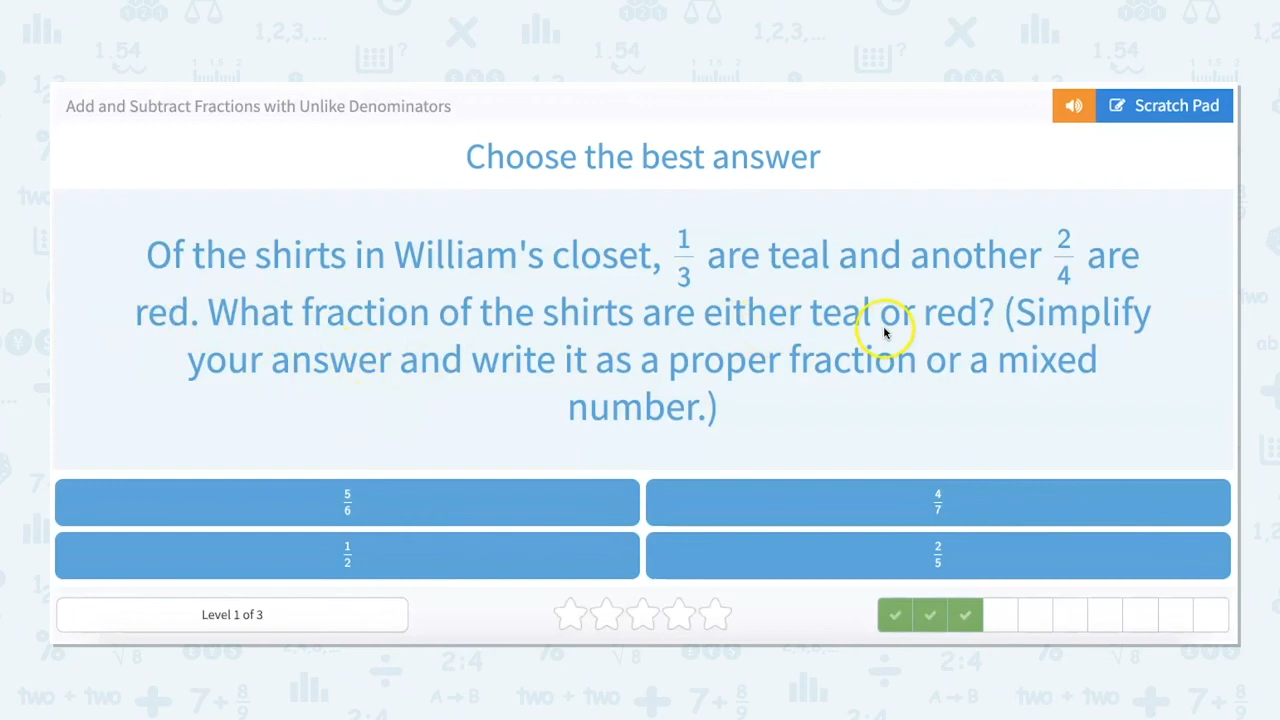 Add and Subtract Fractions with Unlike Denominators
Scratch Pad
Choose the best answer
Of the shirts in William's closet, 1/3 are teal and another 2/4 are
red. What fraction of the shirts are either teal or red? (Simplify
your answer and write it as a proper fraction or a mixed
number.)
5/6
4/7
1/2
2/5
Level 1 of 3